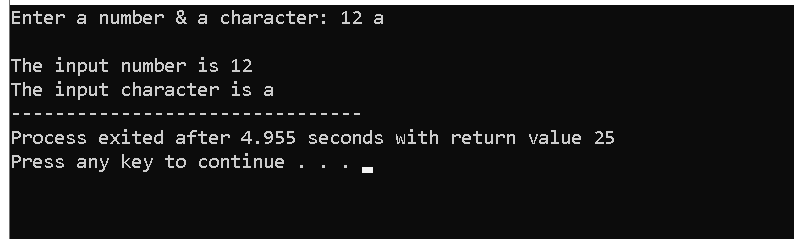 Enter a number & a character: 12 a
The input number is 12
The input character is a
--------------------------------
Process exited after 4.955 seconds with return value 25
Press any key to continue . . .